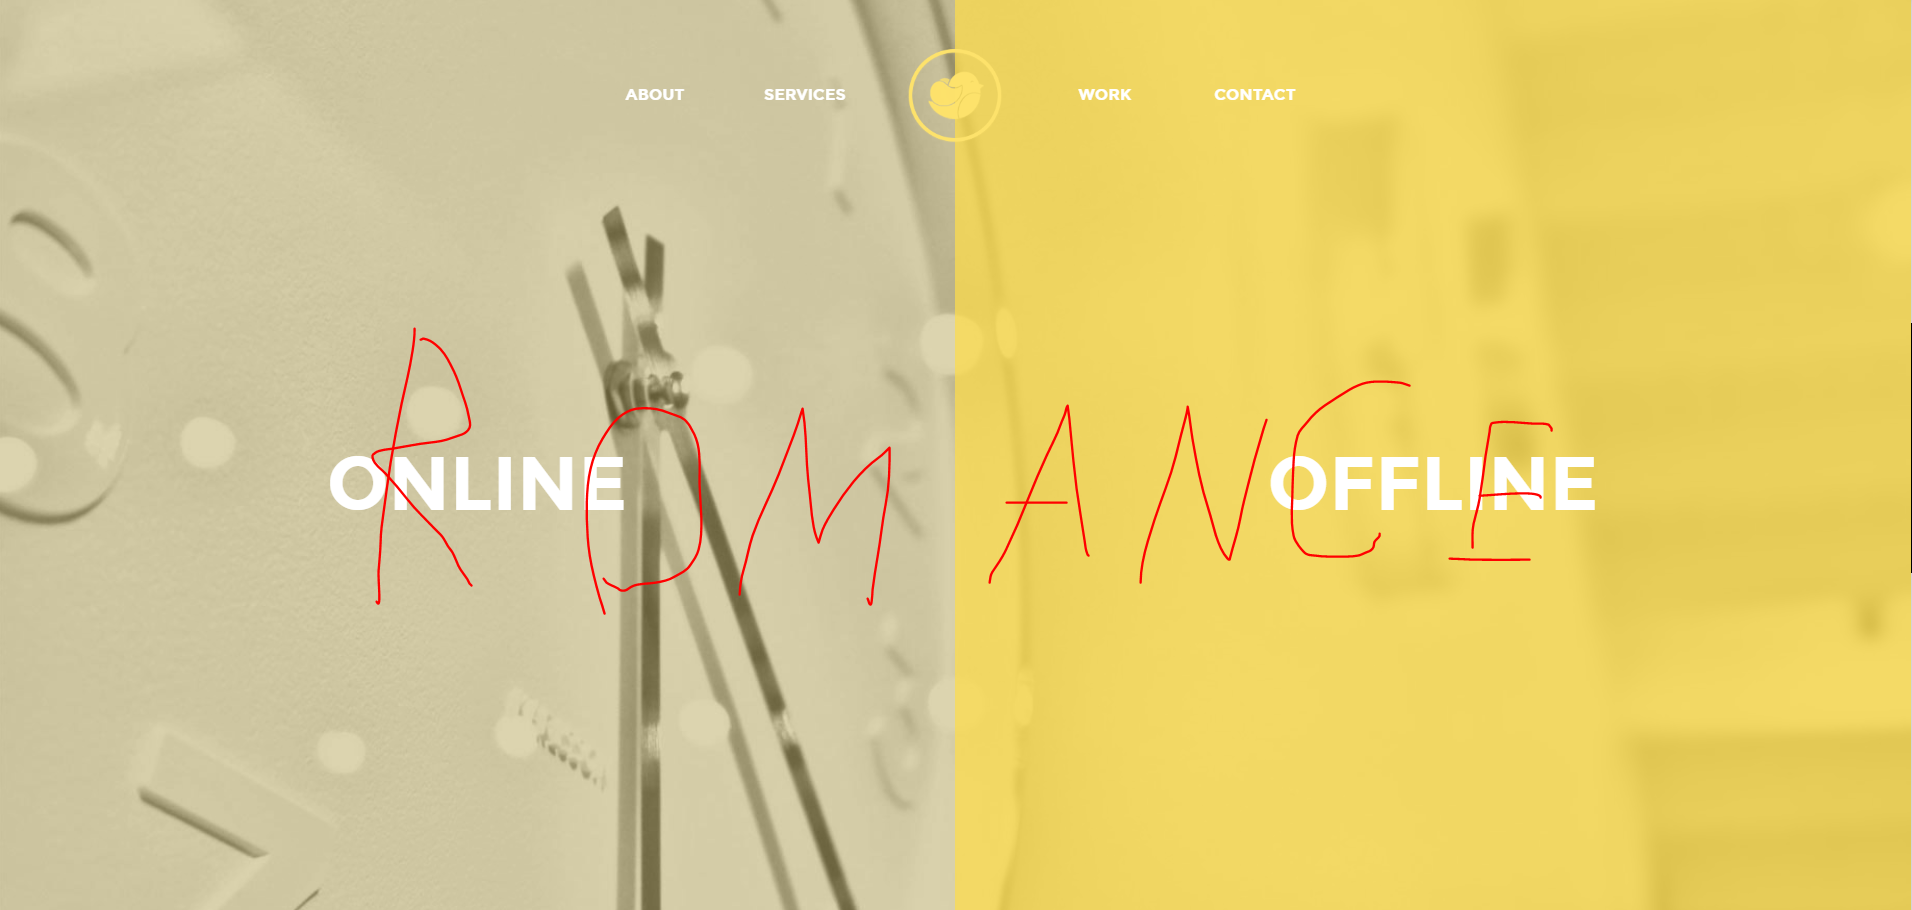 ABOUT SERVICES WORK CONTACT
ONLINE OFFLINE
ROMANCE